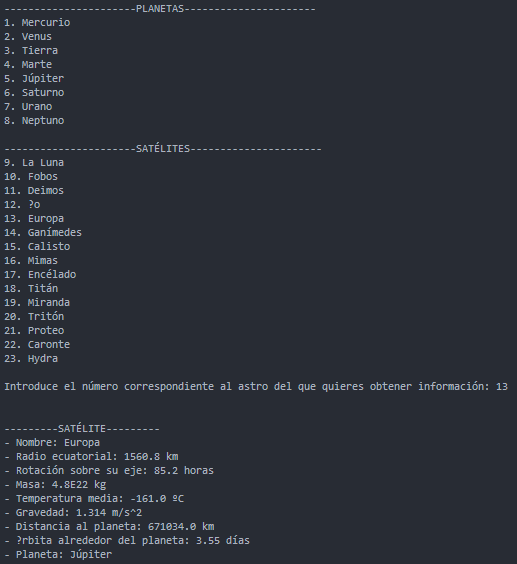 ----------------------PLANETAS----------------------
1. Mercurio
2. Venus
3. Tierra
4. Marte
5. Júpiter
6. Saturno
7. Urano
8. Neptuno
----------------------SATÉLITES----------------------
9. La Luna
10. Fobos
11. Deimos
12. ?o
13. Europa
14. Ganímedes
15. Calisto
16. Mimas
17. Encélado
18. Titán
19. Miranda
20. Tritón
21. Proteo
22. Caronte
23. Hydra
Introduce el número correspondiente al astro del que quieres obtener información: 13
---------SATÉLITE---------
- Nombre: Europa
- Radio ecuatorial: 1560.8 km
- Rotación sobre su eje: 85.2 horas
- Masa: 4.8E22 kg
- Temperatura media: -161.0 ºC
- Gravedad: 1.314 m/s^2
- Distancia al planeta: 671034.0 km
- ?rbita alrededor del planeta: 3.55 días
- Planeta: Júpiter